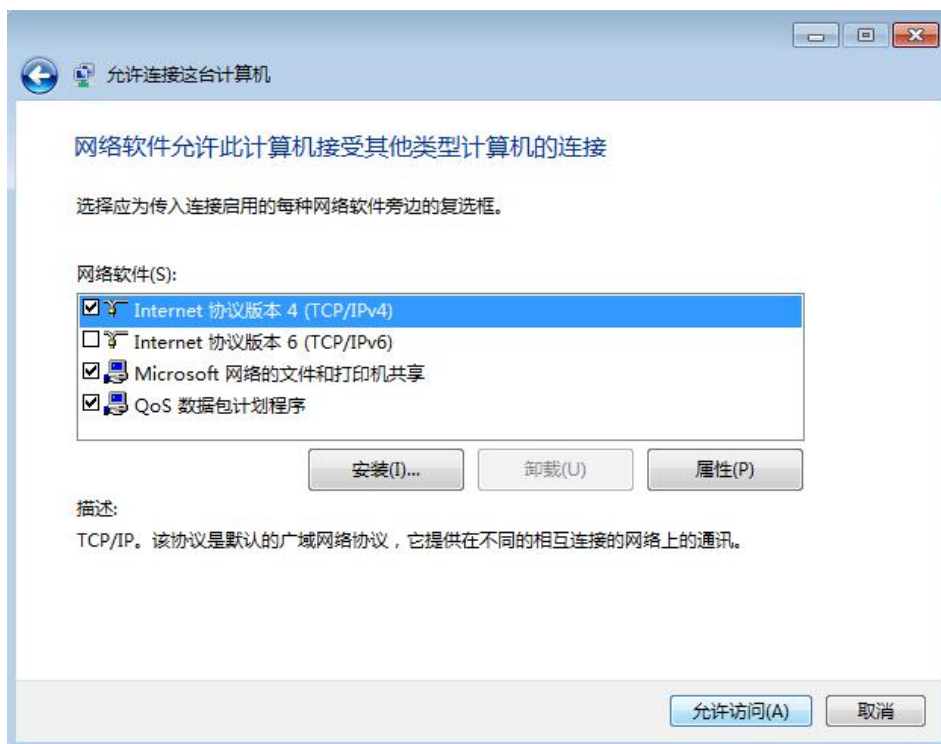 允许连接这台计算机
网络软件允许此计算机接受其他类型计算机的连接
选择应为传入连接启用的每种网络软件旁边的复选框。
网络软件(S):
Internet 协议版本 4 (TCP/IPv4)
Internet 协议版本 6 (TCP/IPv6)
Microsoft 网络的文件和打印机共享
QoS 数据包计划程序
安装(I)... 卸载(U) 属性(P)
描述:
TCP/IP。该协议是默认的广域网络协议，它提供在不同的相互连接的网络上的通讯。
允许访问(A) 取消